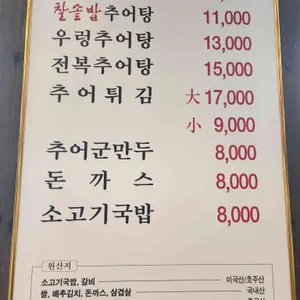 찰솔밥추어탕 11,000
우렁추어탕 13,000
전복추어탕 15,000
추어튀김 大 17,000
小 9,000
추어군만두 8,000
돈까스 8,000
소고기국밥 8,000
원산지
소고기국밥, 갈비 미국산/호주산
쌀, 배추김치, 돈까스, 삼겹살 국내산